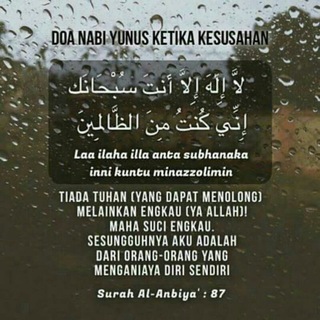 DOA NABI YUNUS KETIKA KESUSAHAN
لَا إِلَهَ إِلَّا أَنتَ سُبْحَانَكَ
إِنِّي كُنتُ مِنَ الظَّالِمِينَ
Laa ilaha illa anta subhanaka
inni kuntu minazzolimin
TIADA TUHAN (YANG DAPAT MENOLONG)
MELAINKAN ENGKAU (YA ALLAH)!
MAHA SUCI ENGKAU.
SESUNGGUHNYA AKU ADALAH
DARI ORANG-ORANG YANG
MENGANIAYA DIRI SENDIRI
Surah Al-Anbiya' : 87